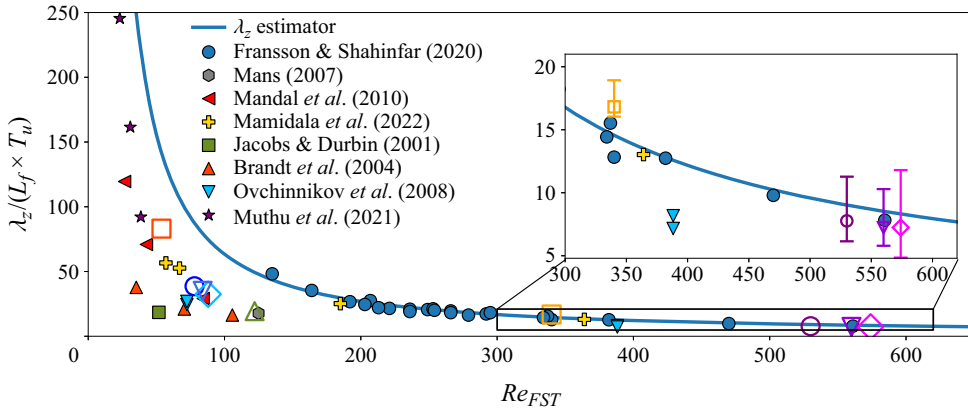 250
200
150
100
50
0
100
200
300
400
500
600
λz/(Lf × Tu)
ReFST
λz estimator
Fransson & Shahinfar (2020)
Mans (2007)
Mandal et al. (2010)
Mamidala et al. (2022)
Jacobs & Durbin (2001)
Brandt et al. (2004)
Ovchinnikov et al. (2008)
Muthu et al. (2021)
20
15
10
5
300
350
400
450
500
550
600